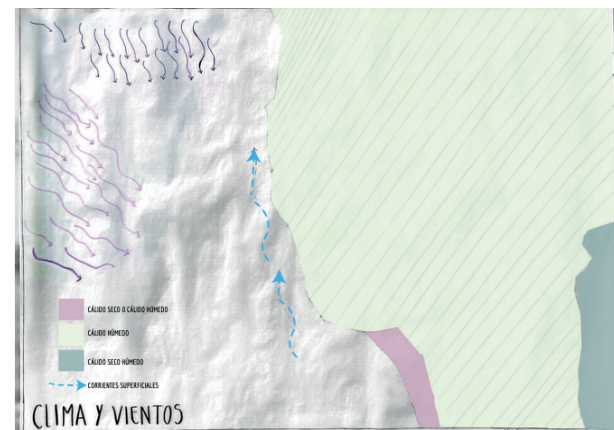 CÁLIDO SECO O CÁLIDO HÚMEDO
CÁLIDO HÚMEDO
CÁLIDO SECO HÚMEDO
CORRIENTES SUPERFICIALES
CLIMA Y VIENTOS